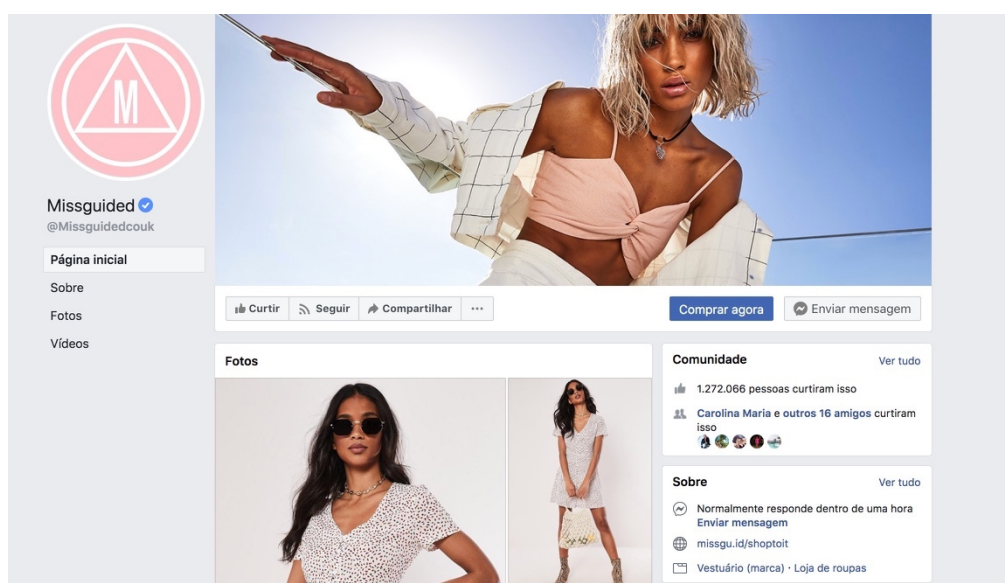 M
Missguided
@Missguidedcouk
Página inicial
Sobre
Fotos
Vídeos
Curtir
Seguir
Compartilhar
Comprar agora
Enviar mensagem
Fotos
Comunidade
Ver tudo
1.272.066 pessoas curtiram isso
Carolina Maria e outros 16 amigos curtiram
isso
Sobre
Ver tudo
Normalmente responde dentro de uma hora
Enviar mensagem
missgu.id/shoptoit
Vestuário (marca) · Loja de roupas